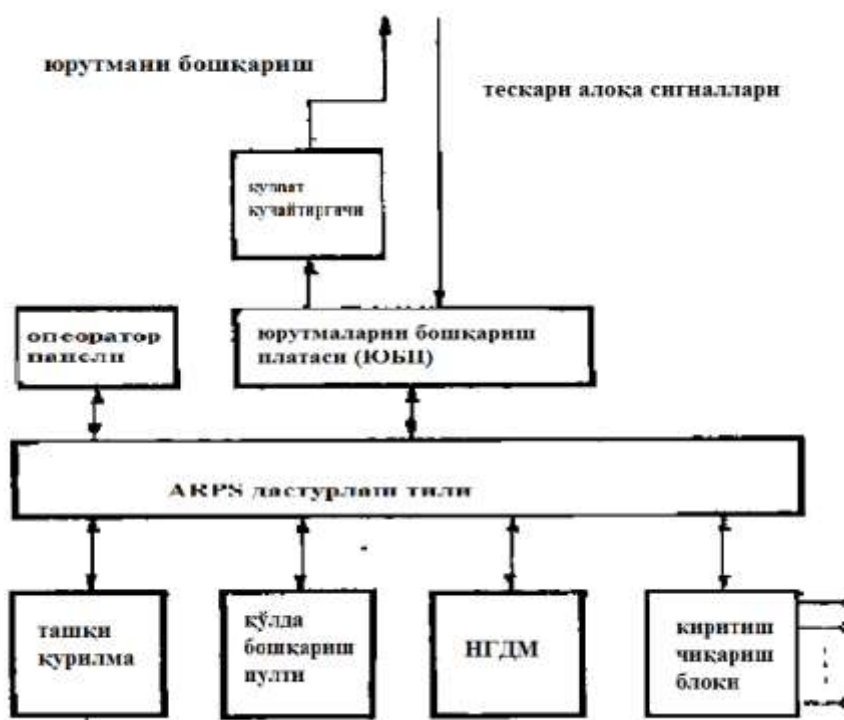 юрутмани бошқариш
тескари алоқа сигналлари
қувват
кучайтиргичи
оператор
панели
юрутмаларни бошқариш
платаси (ЮБП)
ARPS дастурлаш тили
ташқи
қурилма
қўлда
бошқариш
пулти
НГДМ
киритиш
чиқариш
блоки